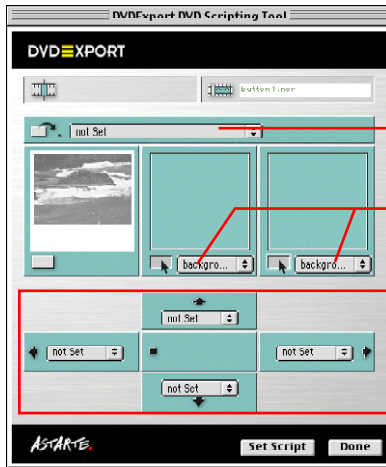 DVDExport DVD Scripting Tool
DVD EXPORT
button1.nor
not Set
backgro...
backgro...
not Set
not Set
not Set
not Set
ASTARTE.
Set Script
Done